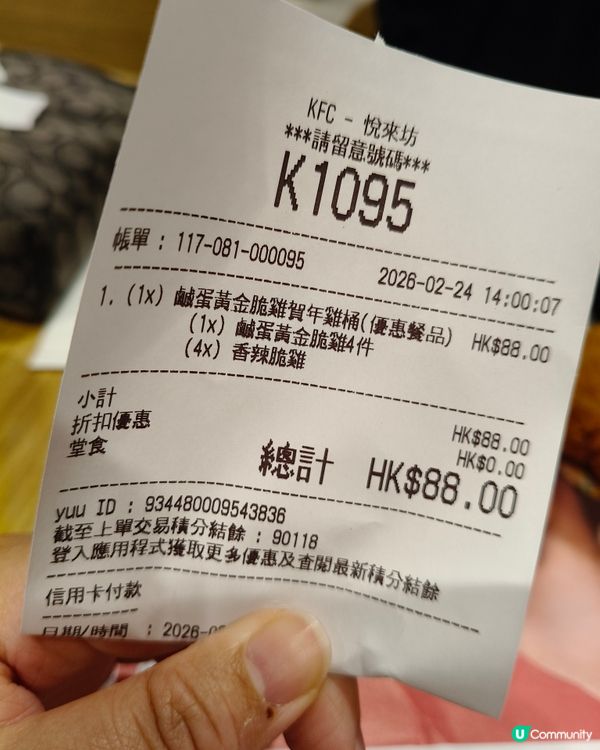 KFC - 悅來坊
***請留意號碼***
K1095
帳單 : 117-081-000095 2026-02-24 14:00:07
1. (1x) 鹹蛋黃金脆雞賀年雞桶(優惠餐品) HK$88.00
(1x) 鹹蛋黃金脆雞4件
(4x) 香辣脆雞
小計 HK$88.00
折扣優惠 HK$0.00
堂食
總計 HK$88.00
yuu ID : 934480009543836
截至上單交易積分結餘 : 90118
登入應用程式獲取更多優惠及查閱最新積分結餘
信用卡付款
日期/時間 : 2026-0
U Community